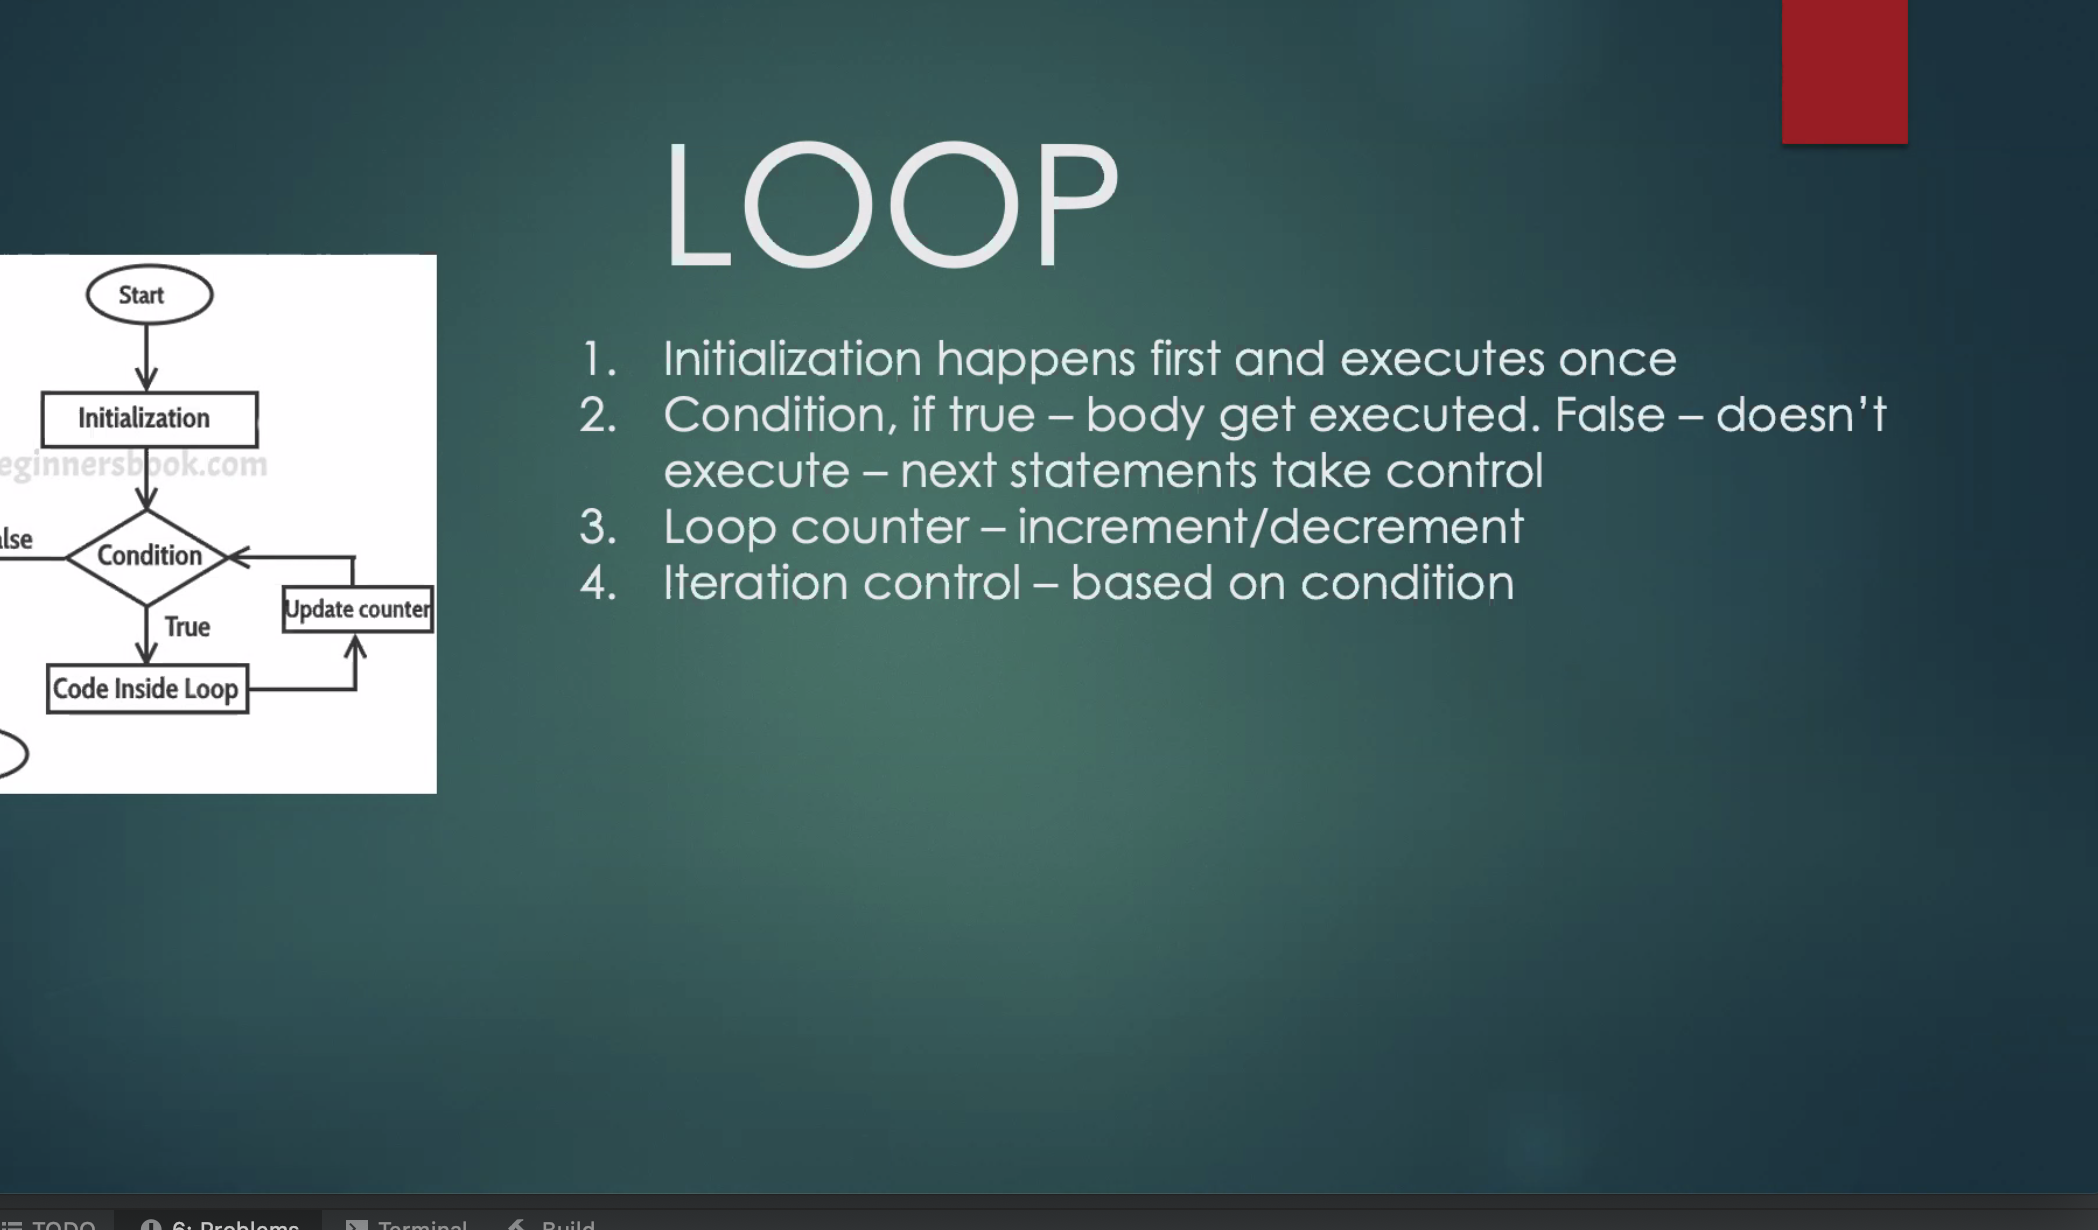 LOOP
Start
Initialization
eginnersbook.com
alse
Condition
Update counter
True
Code Inside Loop
1. Initialization happens first and executes once
2. Condition, if true – body get executed. False – doesn’t
execute – next statements take control
3. Loop counter – increment/decrement
4. Iteration control – based on condition
TODO
6: Problems
Terminal
Build